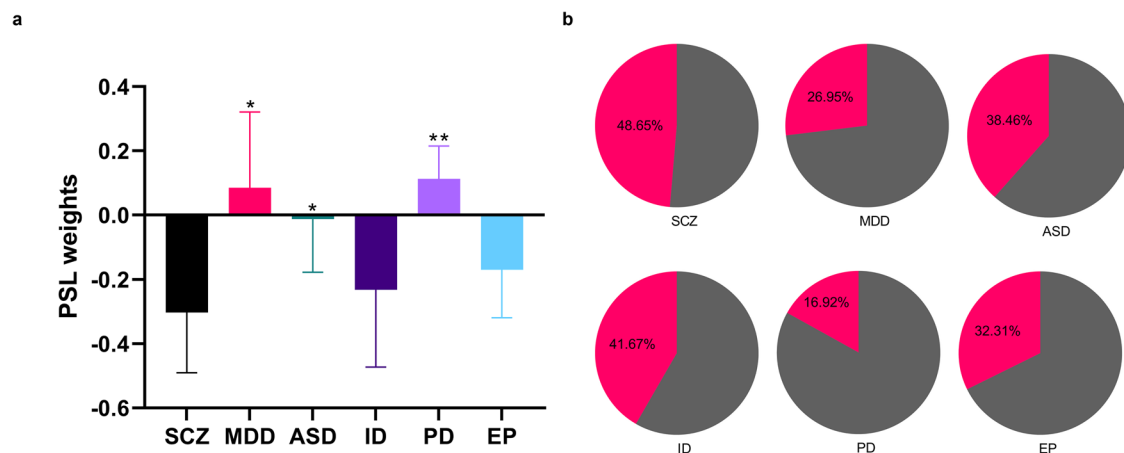 a
b
PSL weights
0.4
0.2
0.0
-0.2
-0.4
-0.6
*
*
**
SCZ MDD ASD ID PD EP
48.65%
SCZ
26.95%
MDD
38.46%
ASD
41.67%
ID
16.92%
PD
32.31%
EP